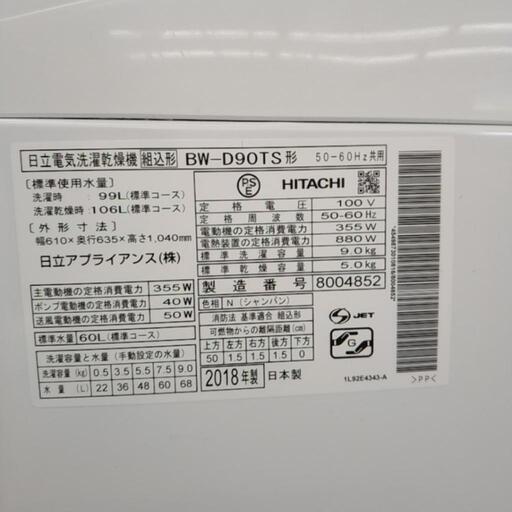 日立電気洗濯乾燥機 組込形 BW-D90TS形 50-60Hz共用
[標準使用水量]
洗濯時:99L(標準コース)
洗濯乾燥時:106L(標準コース)
[外形寸法]
幅610×奥行635×高さ1,040mm
日立アプライアンス(株)
主電動機の定格消費電力 355W
ポンプ電動機の定格消費電力 40W
送風電動機の定格消費電力 50W
標準水量60L(標準コース)
洗濯容量と水量(手動設定の時)
洗濯容量(kg) 0.5 3.5 5.5 7.5 9.0
水量(L) 22 36 48 60 68
PSE HITACHI
定格電圧 100V
定格周波数 50-60Hz
電動機の定格消費電力 355W
電熱装置の定格消費電力 880W
標準洗濯容量 9.0kg
標準乾燥容量 5.0kg
製造番号 8004852
色相 N(シャンパン)
消防法 基準適合 組込形
可燃物からの離隔距離(cm)
上方 左方 右方 前方 後方 下方
50 1.5 1.5 1.5 0
2018年製 日本製
S JET
G
1L92E4343-A
>PP<